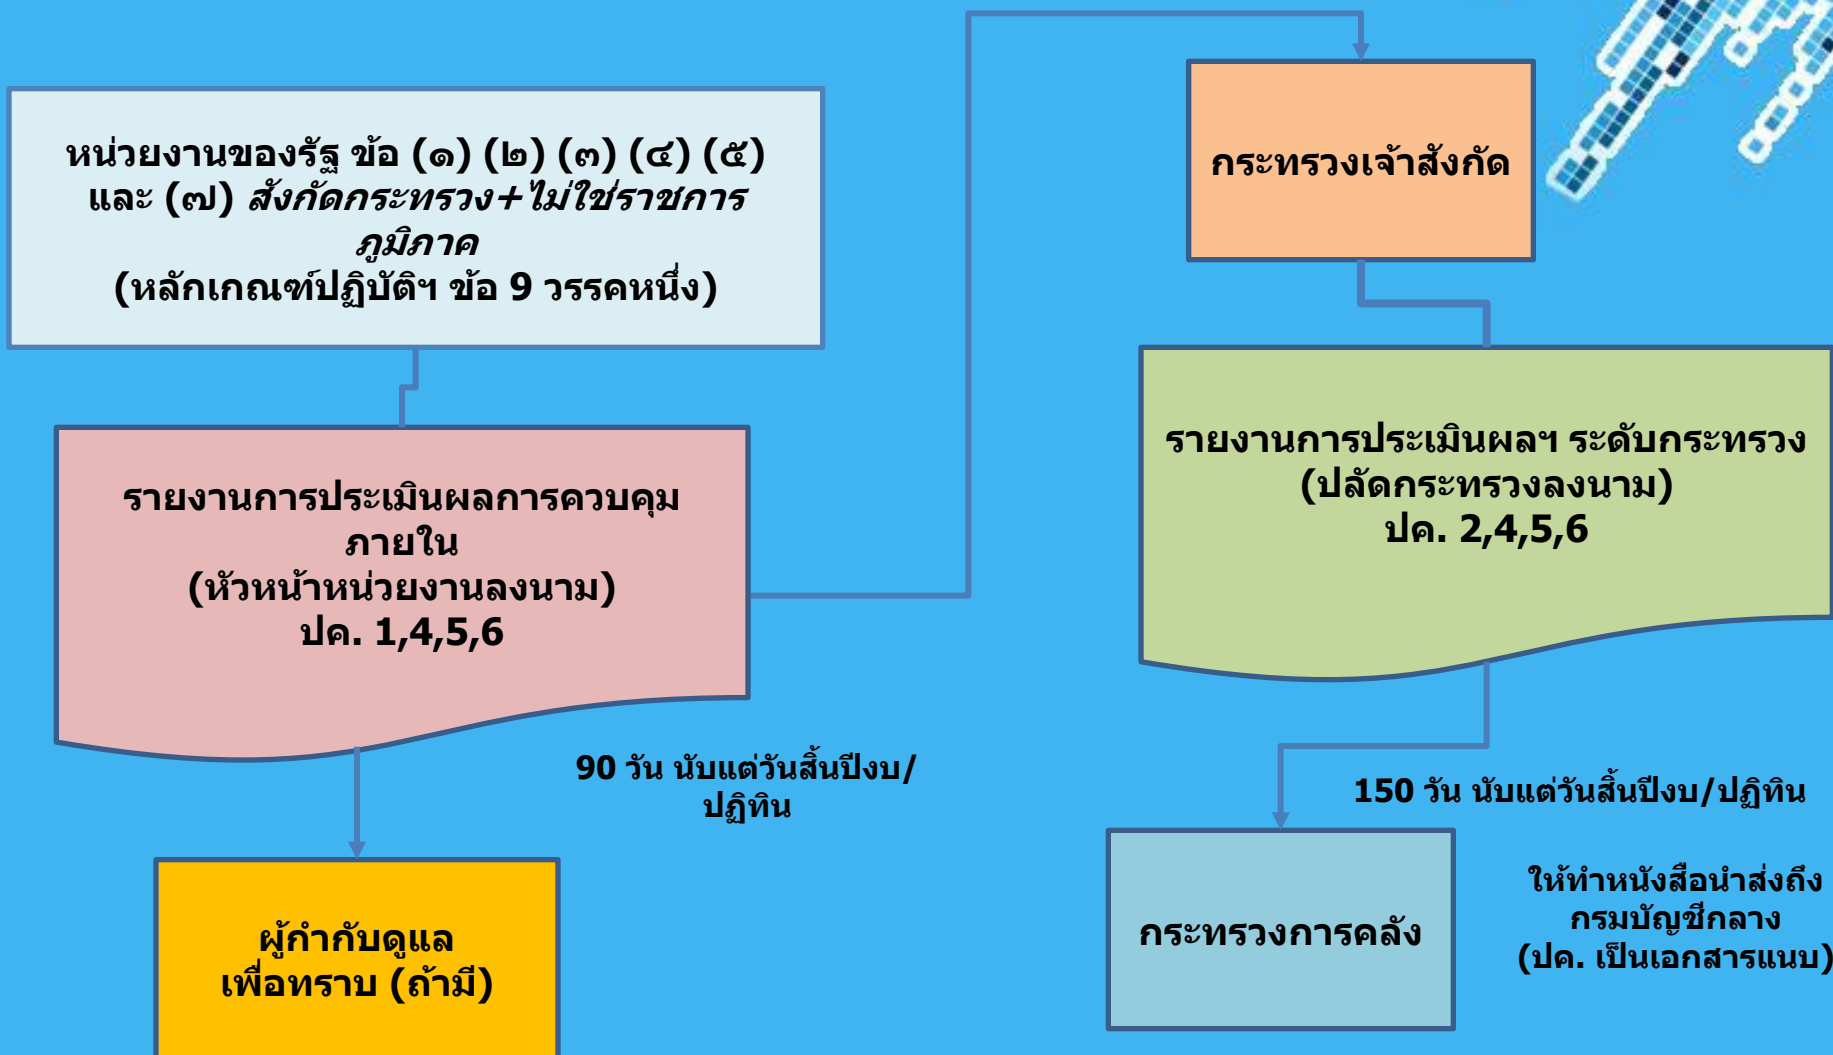 หน่วยงานของรัฐ ข้อ (๑) (๒) (๓) (๔) (๕)
และ (๗) สังกัดกระทรวง+ไม่ใช่ราชการ
ภูมิภาค
(หลักเกณฑ์ปฏิบัติฯ ข้อ 9 วรรคหนึ่ง)
รายงานการประเมินผลการควบคุม
ภายใน
(หัวหน้าหน่วยงานลงนาม)
ปค. 1,4,5,6
90 วัน นับแต่วันสิ้นปีงบ/
ปฏิทิน
ผู้กำกับดูแล
เพื่อทราบ (ถ้ามี)
กระทรวงเจ้าสังกัด
รายงานการประเมินผลฯ ระดับกระทรวง
(ปลัดกระทรวงลงนาม)
ปค. 2,4,5,6
150 วัน นับแต่วันสิ้นปีงบ/ปฏิทิน
กระทรวงการคลัง
ให้ทำหนังสือนำส่งถึง
กรมบัญชีกลาง
(ปค. เป็นเอกสารแนบ)